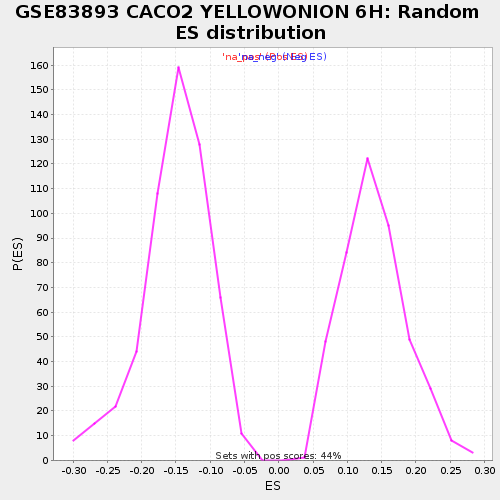 GSE83893 CACO2 YELLOWONION 6H: Random
ES distribution
'na_neg' (Neg ES)
P(ES)
160
150
140
130
120
110
100
90
80
70
60
50
40
30
20
10
0
Sets with pos scores: 44%
-0.30 -0.25 -0.20 -0.15 -0.10 -0.05 0.00 0.05 0.10 0.15 0.20 0.25 0.30
ES